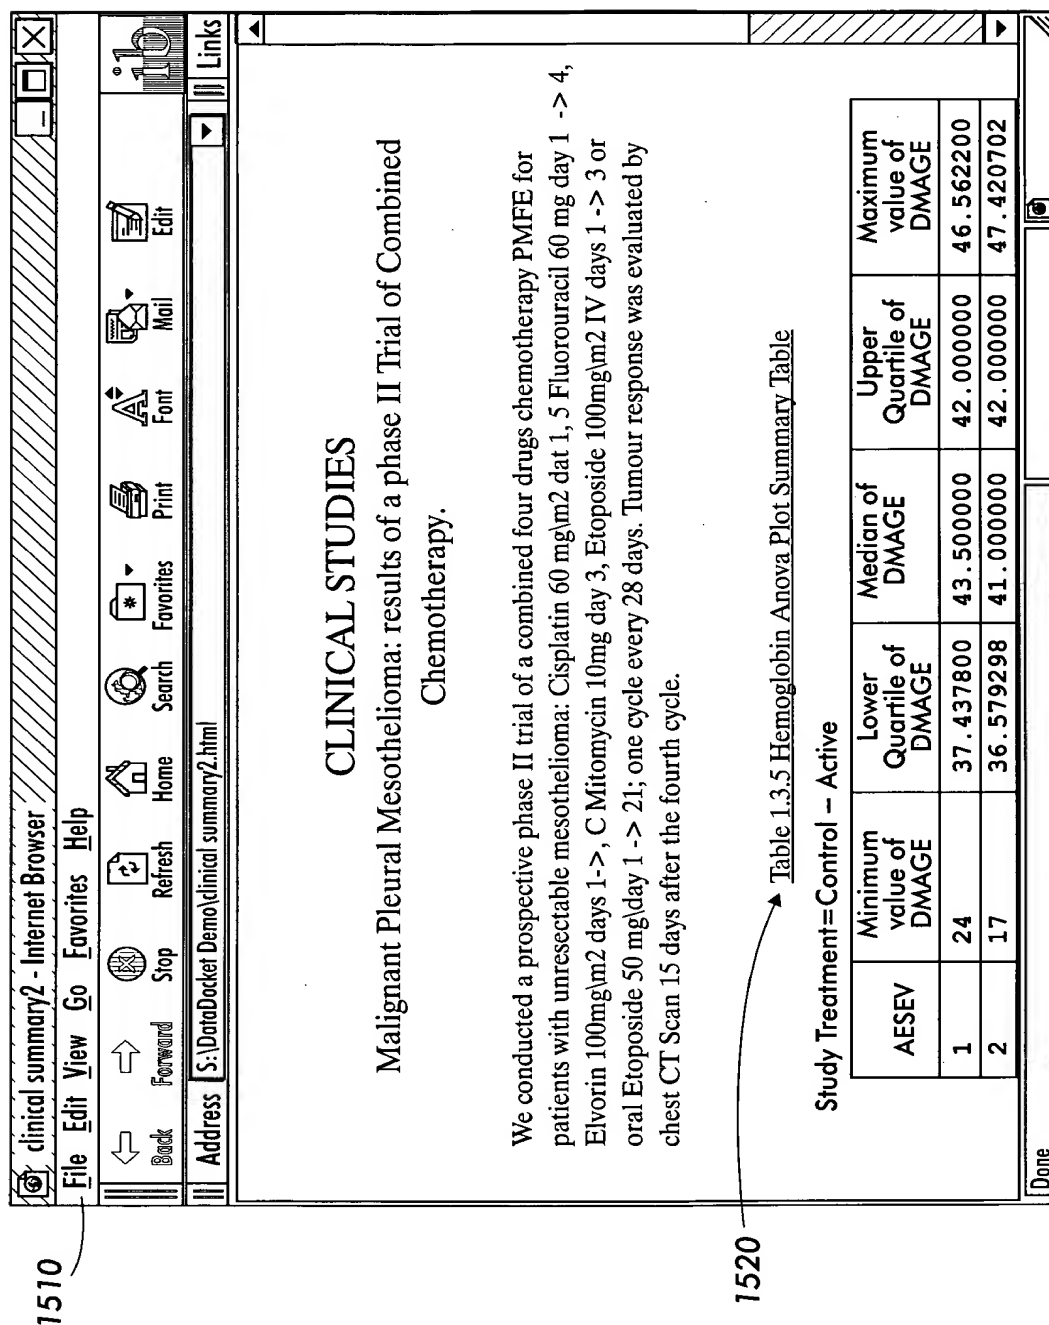 clinical summary2 - Internet Browser
File Edit View Go Favorites Help
Back Forward Stop Refresh Home Search Favorites Print Font Mail Edit
Address S:\DataDocket Demo\clinical summary2.html Links
CLINICAL STUDIES
Malignant Pleural Mesothelioma: results of a phase II Trial of Combined
Chemotherapy.
We conducted a prospective phase II trial of a combined four drugs chemotherapy PMFE for
patients with unresectable mesothelioma: Cisplatin 60 mg\m2 dat 1, 5 Fluorouracil 60 mg day 1 -> 4,
Elvorin 100mg\m2 days 1->, C Mitomycin 10mg day 3, Etoposide 100mg\m2 IV days 1 -> 3 or
oral Etoposide 50 mg\day 1 -> 21; one cycle every 28 days. Tumour response was evaluated by
chest CT Scan 15 days after the fourth cycle.
Table 1.3.5 Hemoglobin Anova Plot Summary Table
Study Treatment=Control – Active
AESEV Minimum value of DMAGE Lower Quartile of DMAGE Median of DMAGE Upper Quartile of DMAGE Maximum value of DMAGE
1 24 37.437800 43.500000 42.000000 46.562200
2 17 36.579298 41.000000 42.000000 47.420702
Done
1510
1520